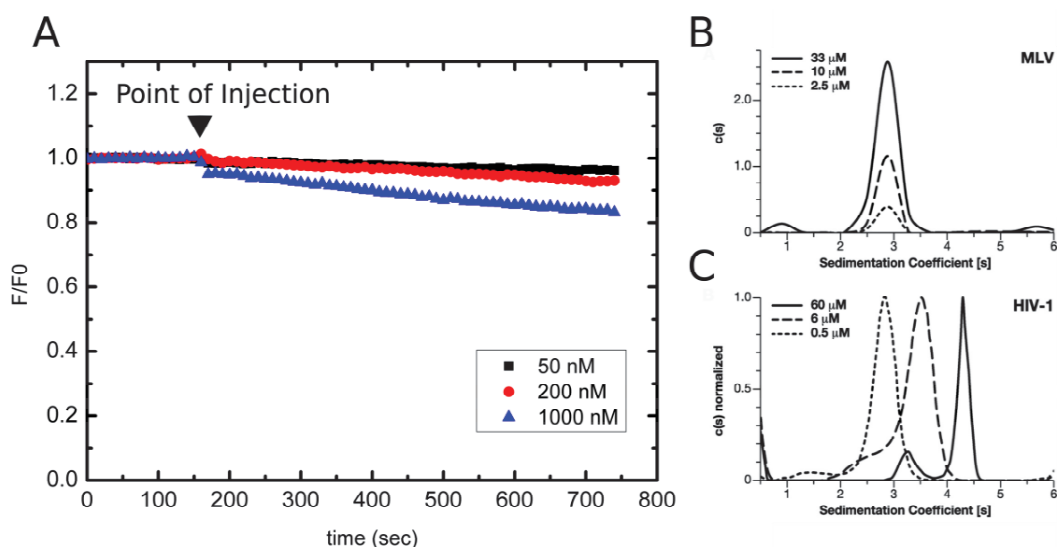 A
Point of Injection
1.2
1.0
0.8
0.6
0.4
0.2
0.0
F/F0
50 nM
200 nM
1000 nM
0 100 200 300 400 500 600 700 800
time (sec)
B
MLV
33 μM
10 μM
2.5 μM
2.0
1.0
0.0
c(s)
1 2 3 4 5 6
Sedimentation Coefficient [s]
C
HIV-1
60 μM
6 μM
0.5 μM
1.0
0.5
0
c(s) normalized
1 2 3 4 5 6
Sedimentation Coefficient [s]